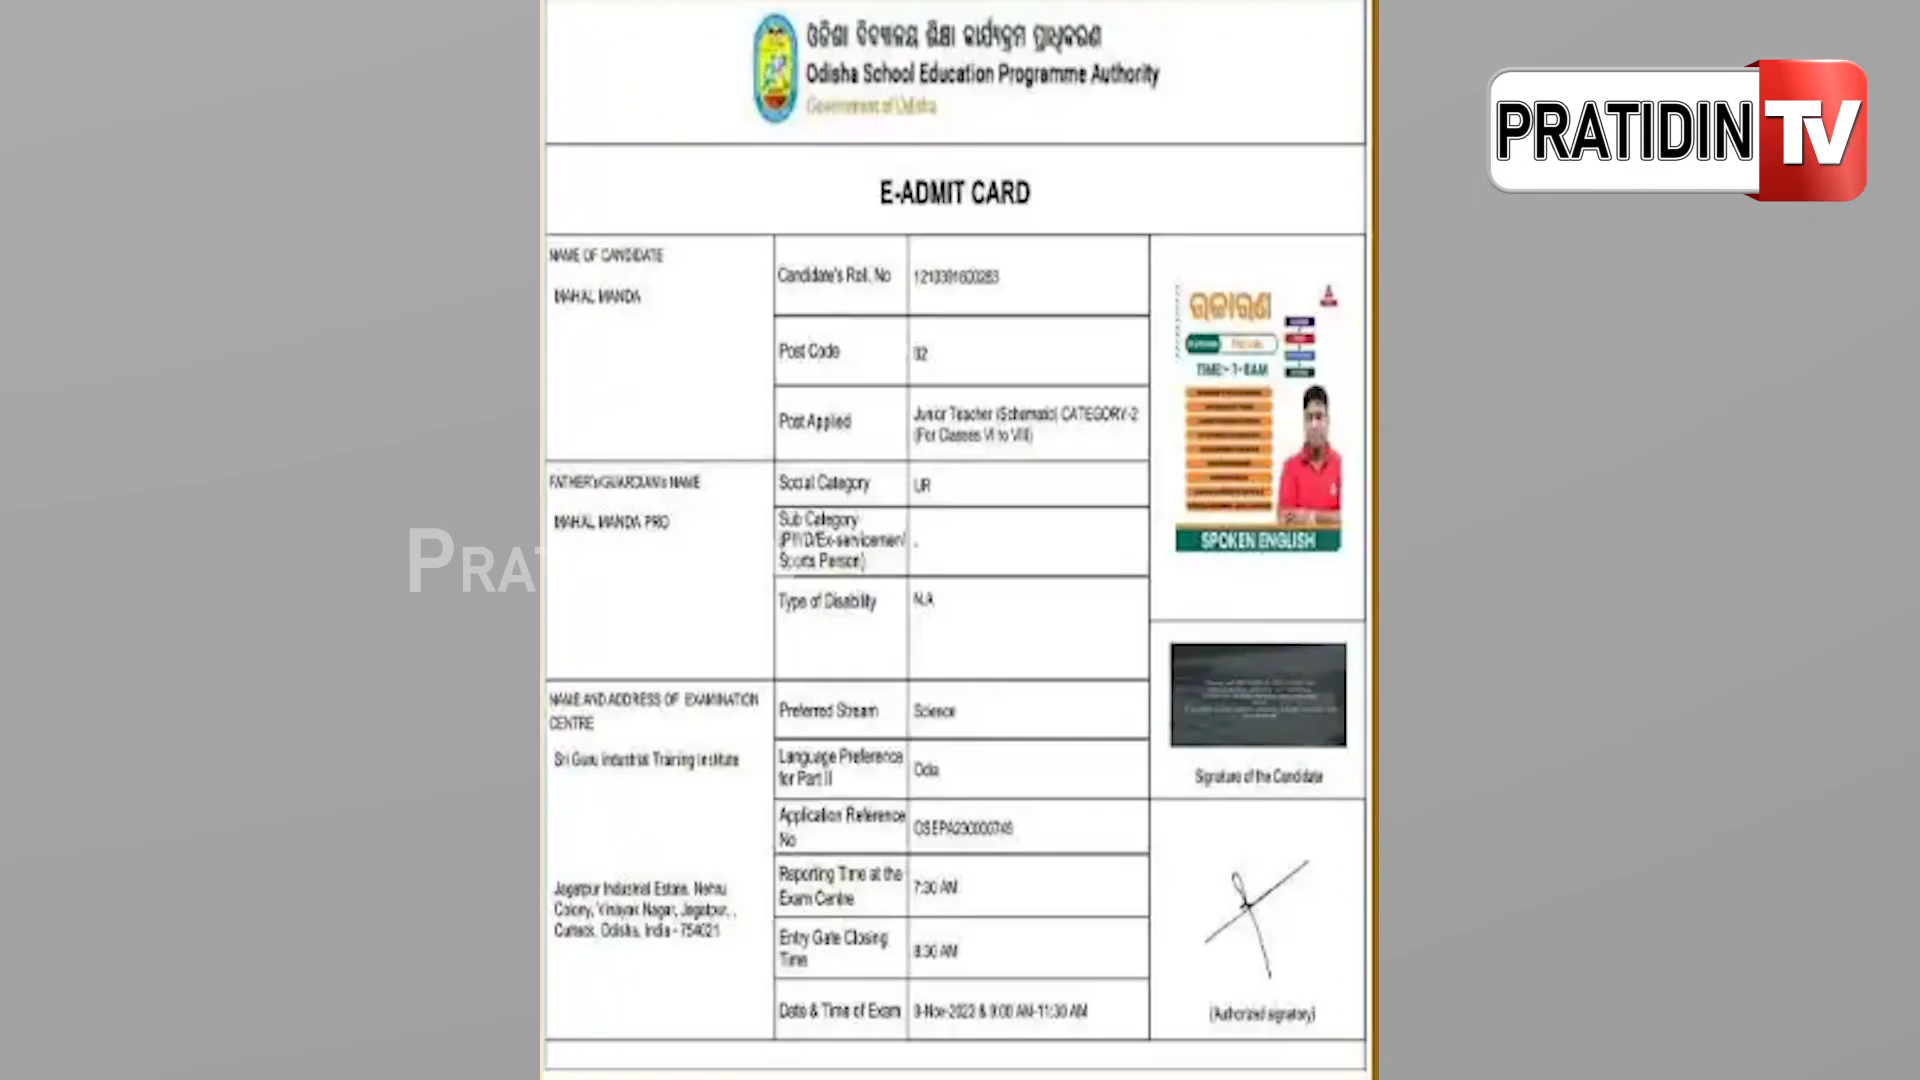 ଓଡିଶା ବିଦ୍ୟାଳୟ ଶିକ୍ଷା କାର୍ଯ୍ୟକ୍ରମ ପ୍ରାଧିକରଣ
Odisha School Education Programme Authority
Government of Odisha
PRATIDIN TV
E-ADMIT CARD
NAME OF CANDIDATE
MAHAL MANDA
Candidate's Roll. No
Post Code
02
Post Applied
Junior Teacher (Schematic) CATEGORY-2
(For Classes VI to VIII)
TIME:- 7-8AM
SPOKEN ENGLISH
FATHER's/GUARDIAN's NAME
MAHAL MANDA PRO
Social Category
UR
Sub Category
(PWD/Ex-servicemen/
Sports Person)
Type of Disability
N.A
PRAT
NAME AND ADDRESS OF EXAMINATION
CENTRE
Sri Guru Industrial Training Institute
Jagatpur Industrial Estate, Nehru
Colony, Vinayak Nagar, Jagatpur, ,
Cuttack, Odisha, India - 754021
Preferred Stream
Science
Language Preference
for Part II
Odia
Application Reference
No
OSEPA230000746
Reporting Time at the
Exam Centre
7:30 AM
Entry Gate Closing
Time
8:30 AM
Date & Time of Exam
9-Nov-2023 & 9:00 AM-11:30 AM
Signature of the Candidate
(Authorized signatory)